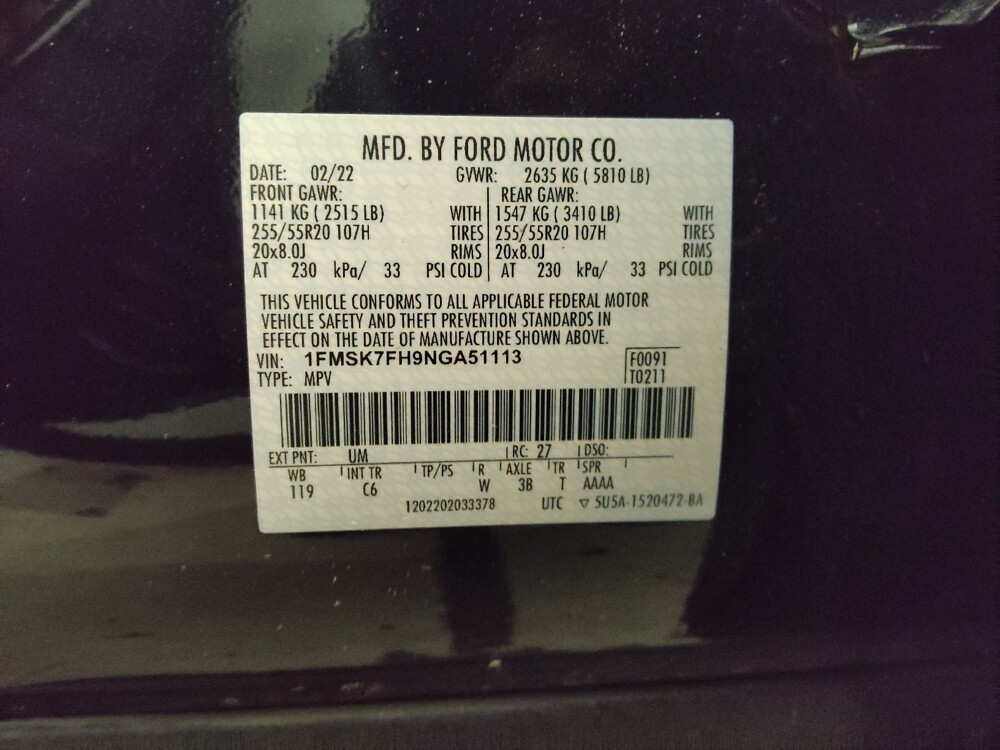 MFD. BY FORD MOTOR CO.
DATE: 02/22 GVWR: 2635 KG ( 5810 LB)
FRONT GAWR: REAR GAWR:
1141 KG ( 2515 LB) WITH 1547 KG ( 3410 LB) WITH
255/55R20 107H TIRES 255/55R20 107H TIRES
20x8.0J RIMS 20x8.0J RIMS
AT 230 kPa/ 33 PSI COLD AT 230 kPa/ 33 PSI COLD
THIS VEHICLE CONFORMS TO ALL APPLICABLE FEDERAL MOTOR
VEHICLE SAFETY AND THEFT PREVENTION STANDARDS IN
EFFECT ON THE DATE OF MANUFACTURE SHOWN ABOVE.
VIN: 1FMSK7FH9NGA51113 F0091
TYPE: MPV T0211
EXT PNT: UM RC: 27 DSO:
WB INT TR TP/PS R AXLE TR SPR
119 C6 W 3B T AAAA
1202202033378 UTC ▽ 5U5A-1520472-BA